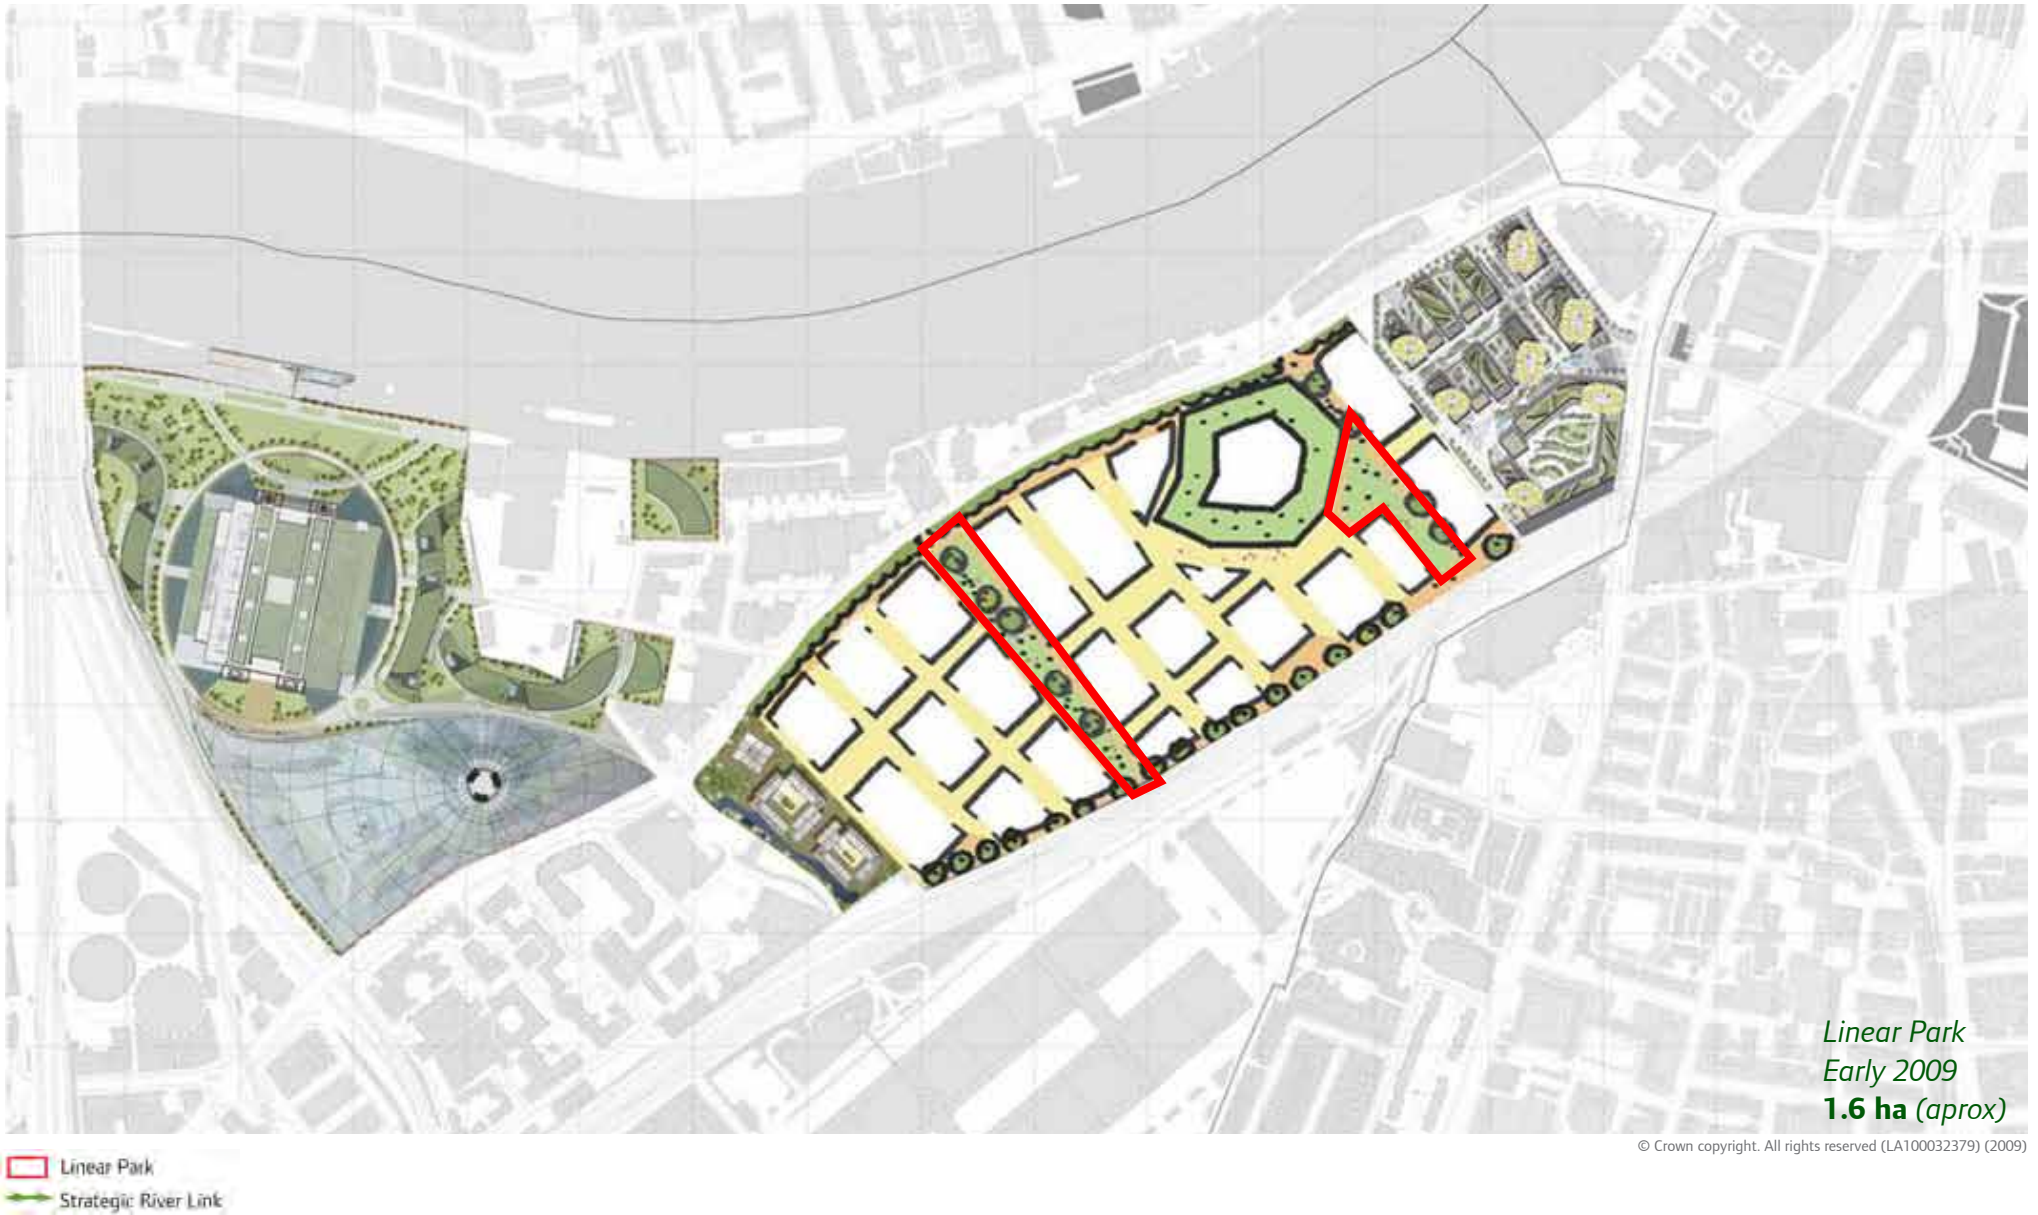 Linear Park
Early 2009
1.6 ha (aprox)
© Crown copyright. All rights reserved (LA100032379) (2009)
Linear Park
Strategic River Link